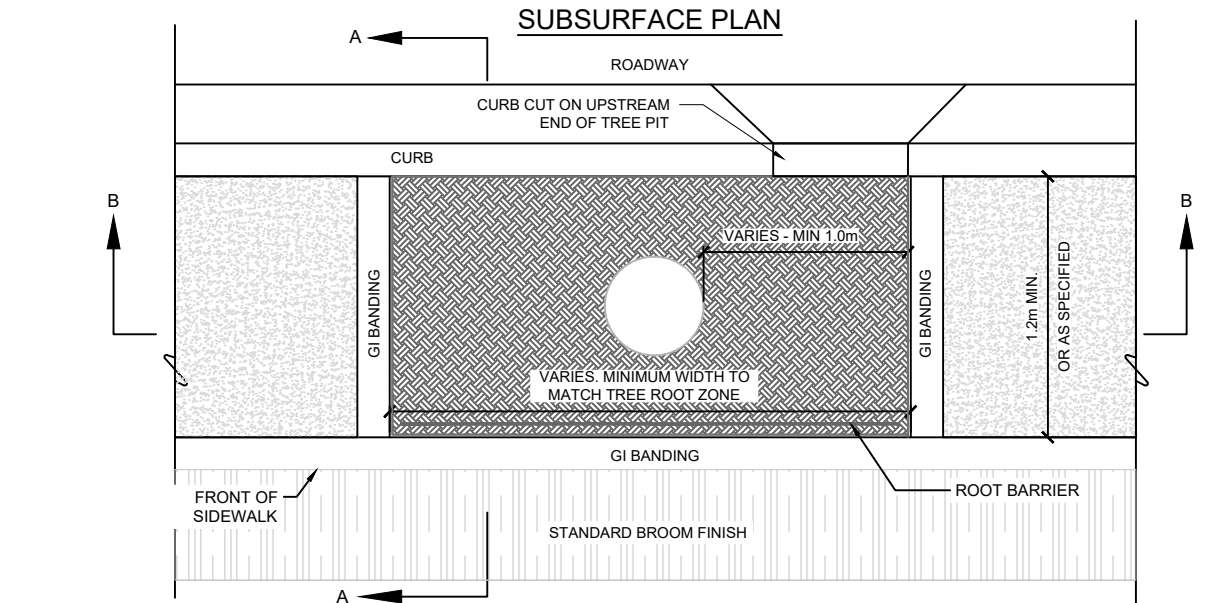 SUBSURFACE PLAN
A
ROADWAY
CURB CUT ON UPSTREAM
END OF TREE PIT
CURB
B
B
VARIES - MIN 1.0m
GI BANDING
GI BANDING
1.2m MIN.
OR AS SPECIFIED
VARIES. MINIMUM WIDTH TO
MATCH TREE ROOT ZONE
GI BANDING
FRONT OF
SIDEWALK
ROOT BARRIER
STANDARD BROOM FINISH
A